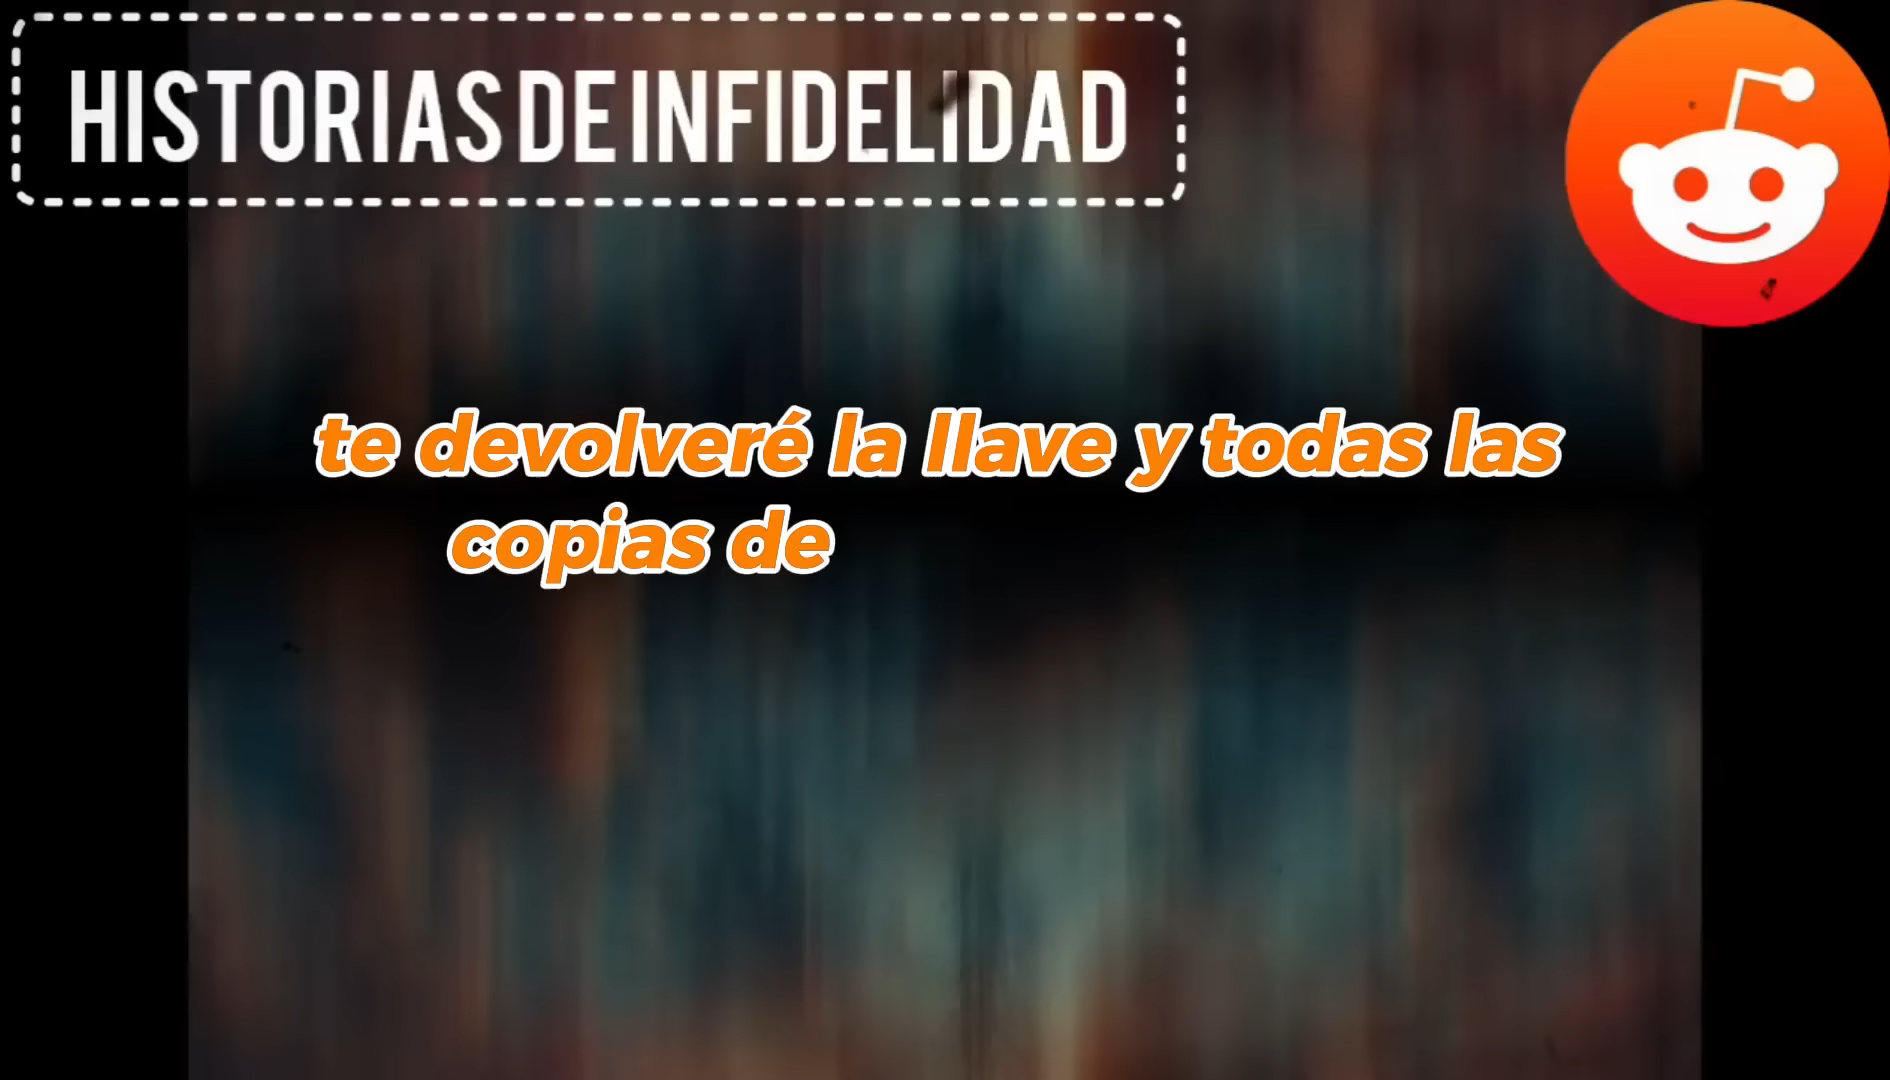 HISTORIAS DE INFIDELIDAD
te devolveré la llave y todas las
copias de